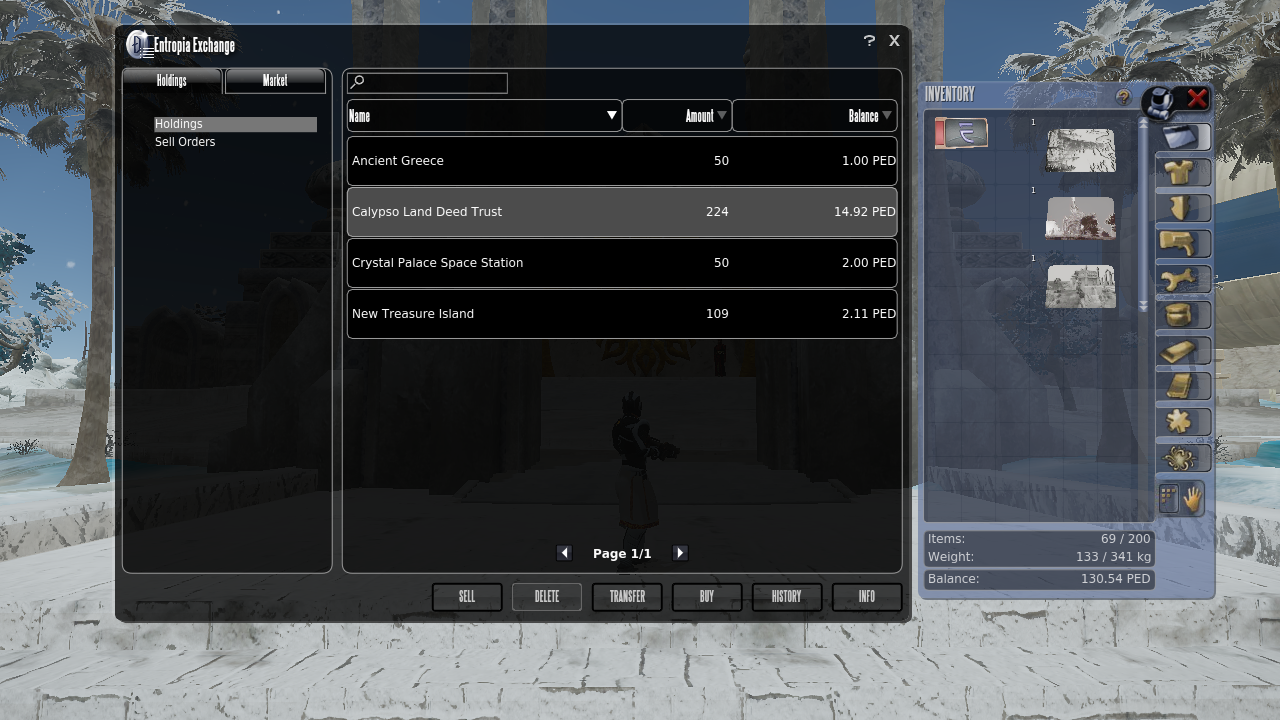 Entropia Exchange
? X
Holdings Market
Holdings
Sell Orders
Name Amount Balance
Ancient Greece 50 1.00 PED
Calypso Land Deed Trust 224 14.92 PED
Crystal Palace Space Station 50 2.00 PED
New Treasure Island 109 2.11 PED
Page 1/1
SELL DELETE TRANSFER BUY HISTORY INFO
INVENTORY ?
1
1
1
Items: 69 / 200
Weight: 133 / 341 kg
Balance: 130.54 PED